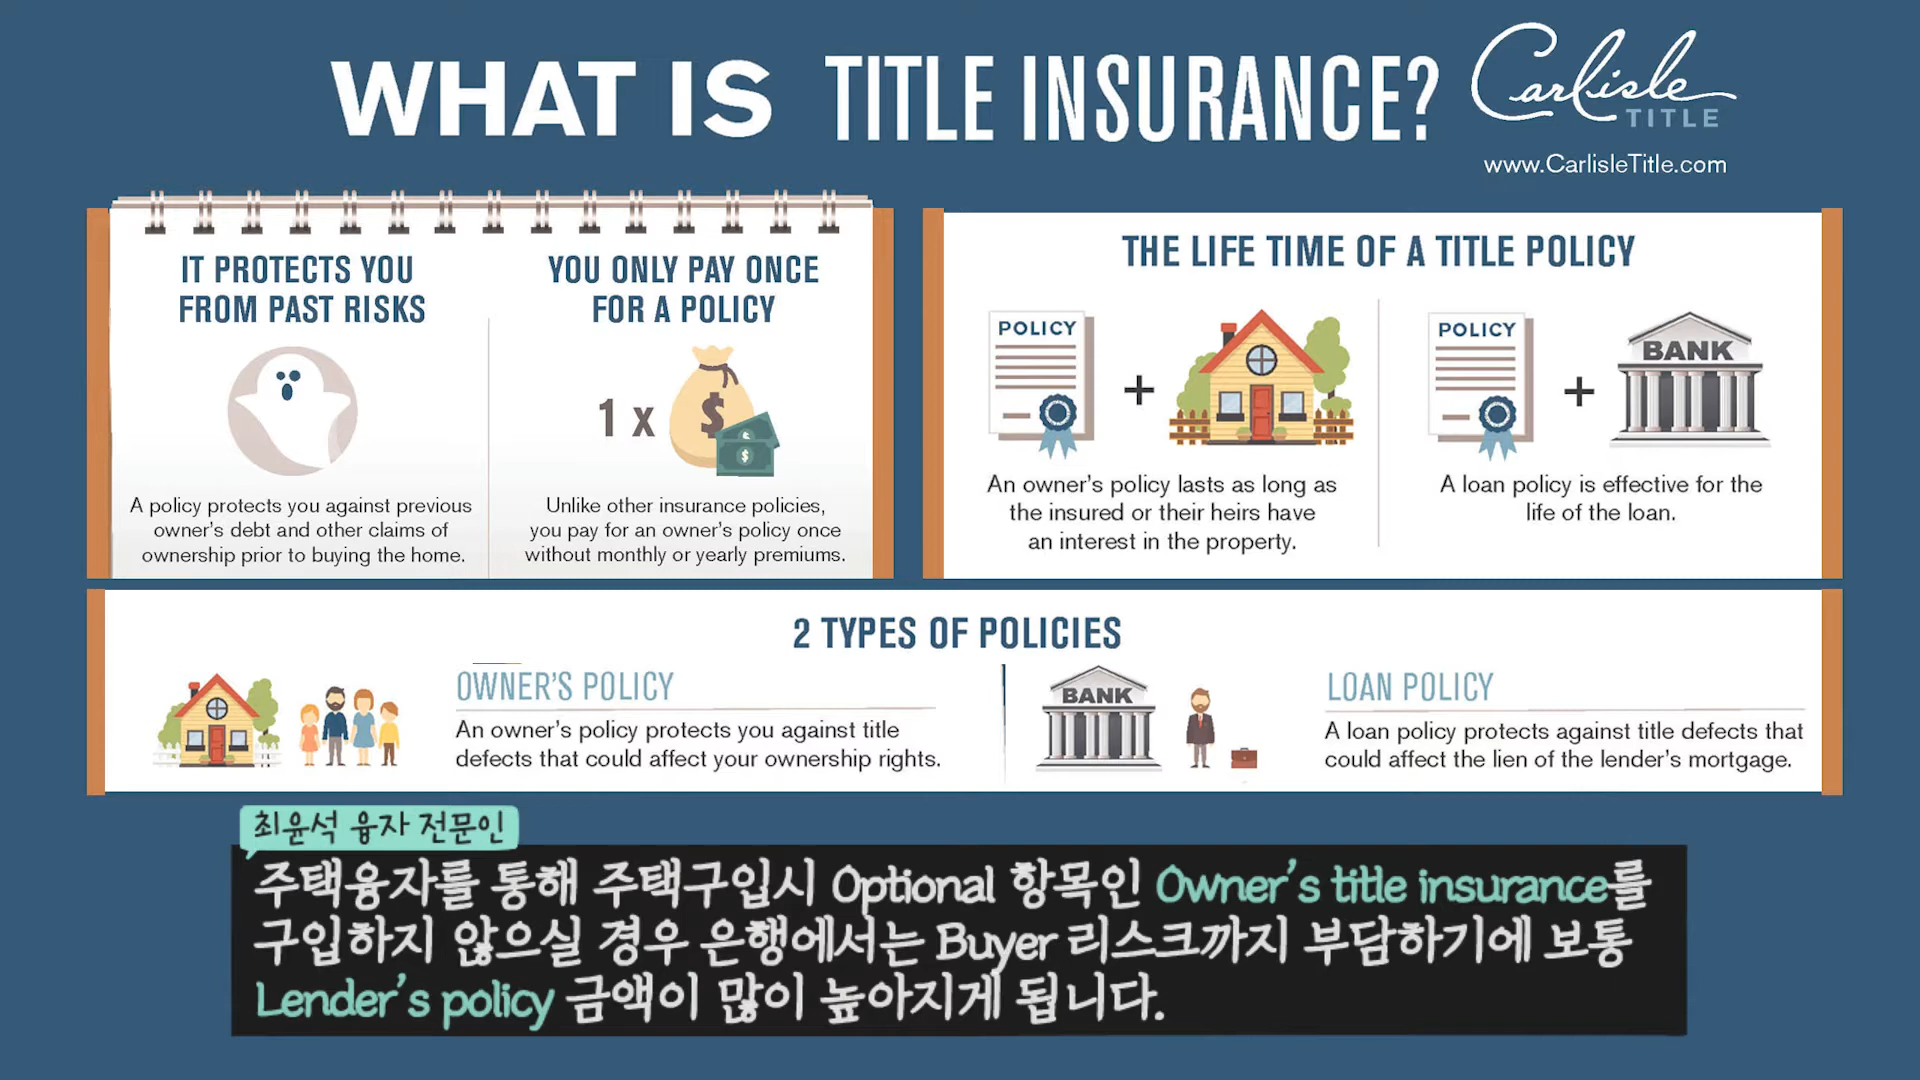 WHAT IS TITLE INSURANCE?
Carlisle
TITLE
www.CarlisleTitle.com
IT PROTECTS YOU
FROM PAST RISKS
A policy protects you against previous
owner's debt and other claims of
ownership prior to buying the home.
YOU ONLY PAY ONCE
FOR A POLICY
1 x
$
$
Unlike other insurance policies,
you pay for an owner's policy once
without monthly or yearly premiums.
THE LIFE TIME OF A TITLE POLICY
POLICY
+
An owner's policy lasts as long as
the insured or their heirs have
an interest in the property.
POLICY
+
BANK
A loan policy is effective for the
life of the loan.
2 TYPES OF POLICIES
OWNER'S POLICY
An owner's policy protects you against title
defects that could affect your ownership rights.
BANK
LOAN POLICY
A loan policy protects against title defects that
could affect the lien of the lender's mortgage.
최윤석 융자 전문인
주택융자를 통해 주택구입시 Optional 항목인 Owner's title insurance를
구입하지 않으실 경우 은행에서는 Buyer 리스크까지 부담하기에 보통
Lender's policy 금액이 많이 높아지게 됩니다.